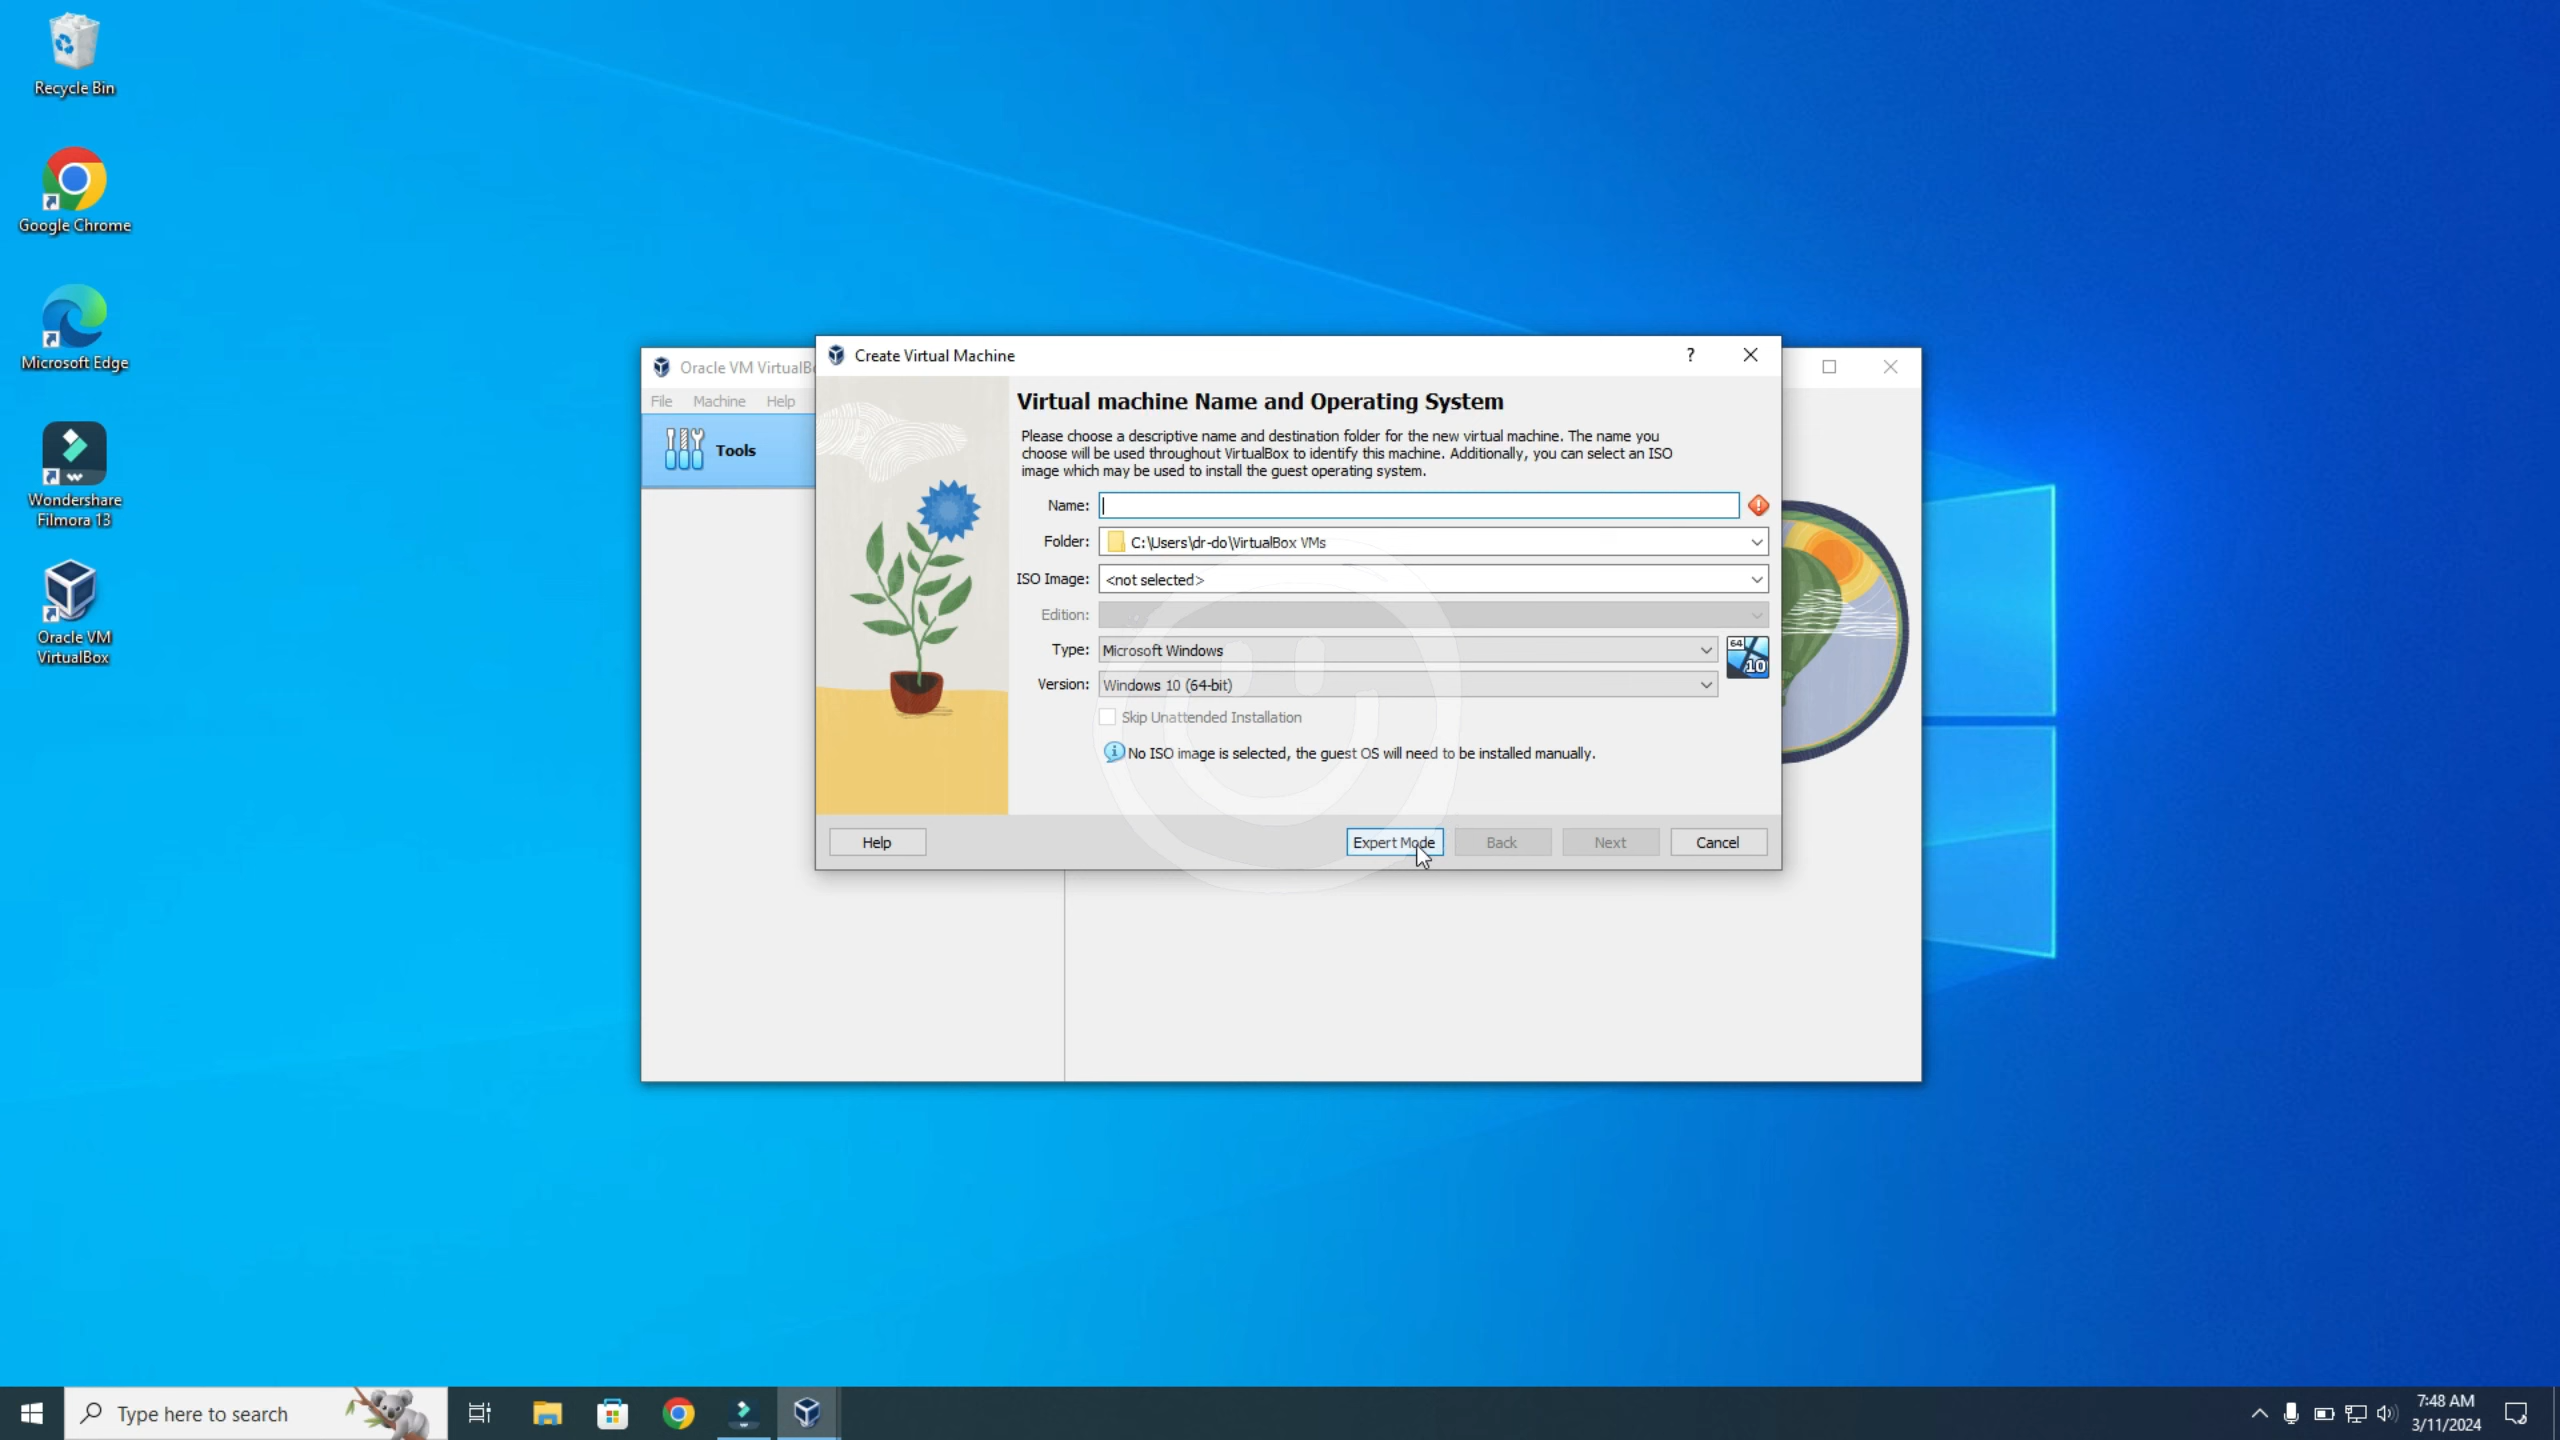 Recycle Bin
Google Chrome
Microsoft Edge
Wondershare
Filmora 13
Oracle VM
VirtualBox
Oracle VM VirtualB
File Machine Help
Tools
Create Virtual Machine
?
Virtual machine Name and Operating System
Please choose a descriptive name and destination folder for the new virtual machine. The name you
choose will be used throughout VirtualBox to identify this machine. Additionally, you can select an ISO
image which may be used to install the guest operating system.
Name:
Folder: C:\Users\dr-do\VirtualBox VMs
ISO Image: <not selected>
Edition:
Type: Microsoft Windows
64
10
Version: Windows 10 (64-bit)
Skip Unattended Installation
No ISO image is selected, the guest OS will need to be installed manually.
Help Expert Mode Back Next Cancel
Type here to search
7:48 AM
3/11/2024